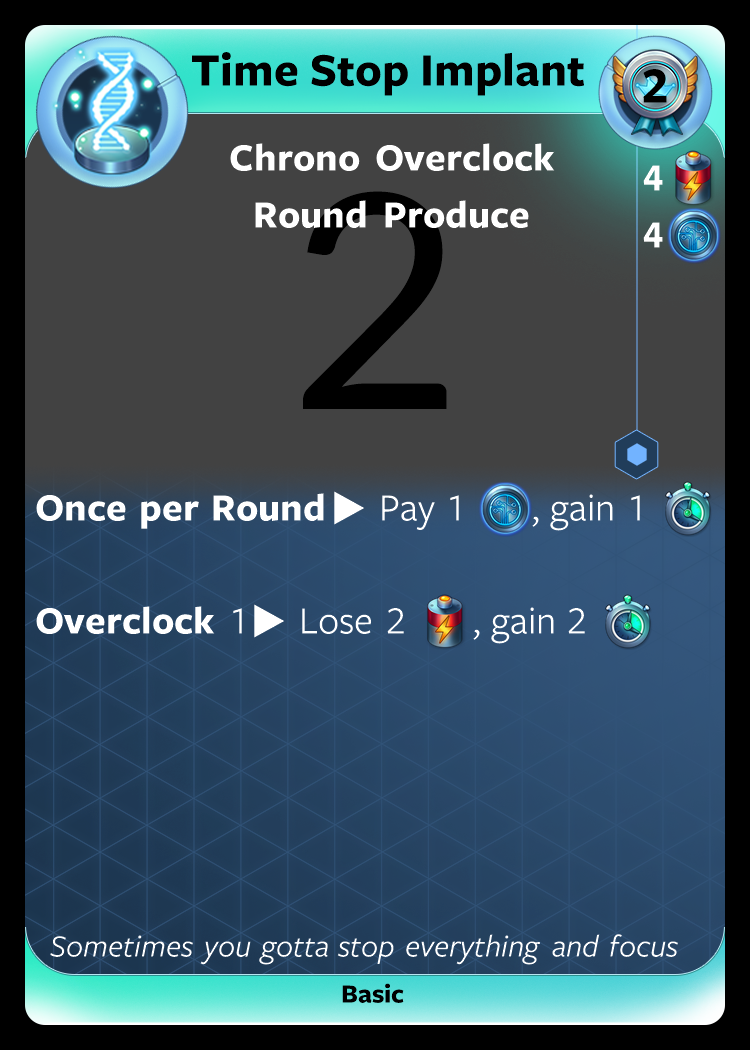 Time Stop Implant
2
Chrono Overclock
4
Round Produce
4
2
Once per Round▶ Pay 1 , gain 1
Overclock 1▶ Lose 2 , gain 2
Sometimes you gotta stop everything and focus
Basic